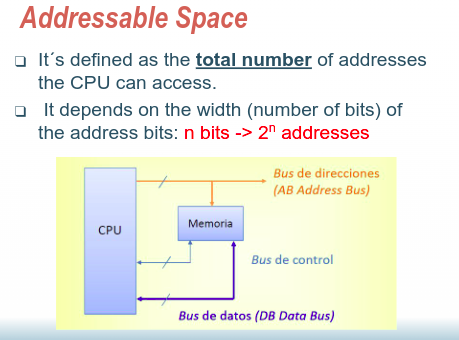 Addressable Space
❑ It´s defined as the total number of addresses
the CPU can access.
❑ It depends on the width (number of bits) of
the address bits: n bits -> 2ⁿ addresses
Bus de direcciones
(AB Address Bus)
CPU
Memoria
Bus de control
Bus de datos (DB Data Bus)